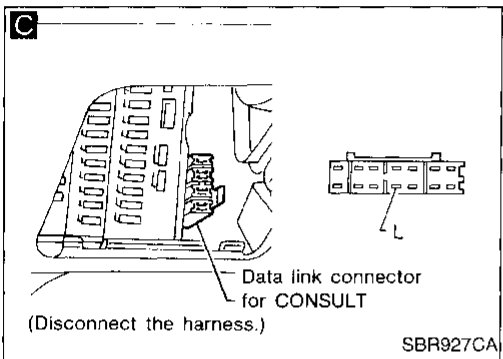 C
L
Data link connector
for CONSULT
(Disconnect the harness.)
SBR927CA